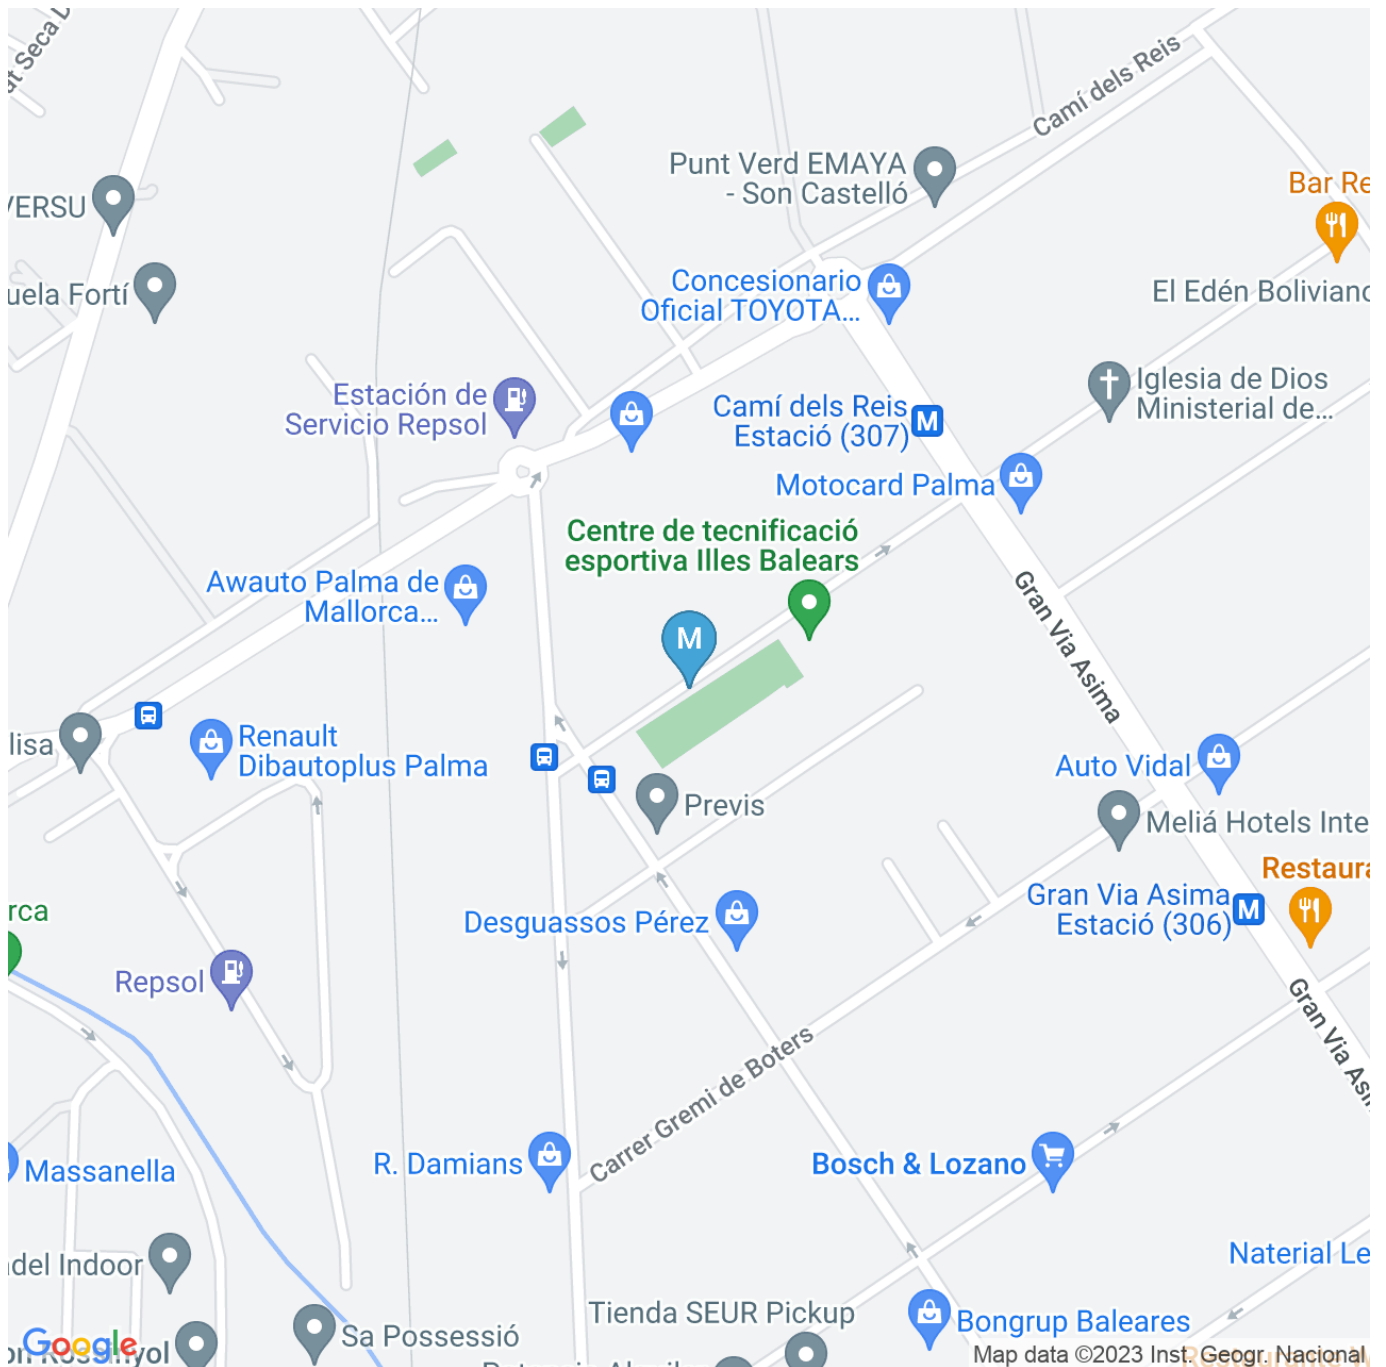 Camí dels Reis
Punt Verd EMAYA
- Son Castelló
Bar Re
VERSU
Concesionario
Oficial TOYOTA...
El Edén Boliviano
uela Fortí
Estación de
Servicio Repsol
Iglesia de Dios
Ministerial de...
Camí dels Reis
Estació (307)
M
Motocard Palma
Centre de tecnificació
esportiva Illes Balears
Awauto Palma de
Mallorca...
M
Gran Via Asima
lisa
Renault
Dibautoplus Palma
Auto Vidal
Previs
Meliá Hotels Inte
Restaura
Gran Via Asima
Estació (306)
M
rca
Desguassos Pérez
Repsol
Gran Via Asi
Carrer Gremi de Boters
Massanella
R. Damians
Bosch & Lozano
del Indoor
Naterial Le
Tienda SEUR Pickup
Bongrup Baleares
Sa Possessió
Google
Map data ©2023 Inst. Geogr. Nacional